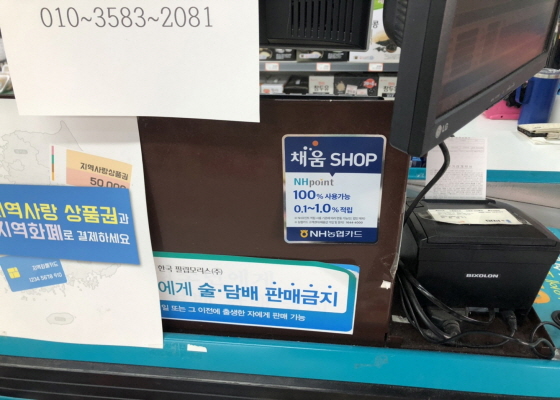 010~3583~2081
지역사랑상품권
50,000
지역사랑 상품권과
지역화폐로 결제하세요
채움 SHOP
NHpoint
100% 사용가능
0.1~1.0% 적립
NH농협카드
한국 필립모리스(주)
에게 술·담배 판매금지
일 또는 그 이전에 출생한 자에게 판매 가능
LG
BIXOLON